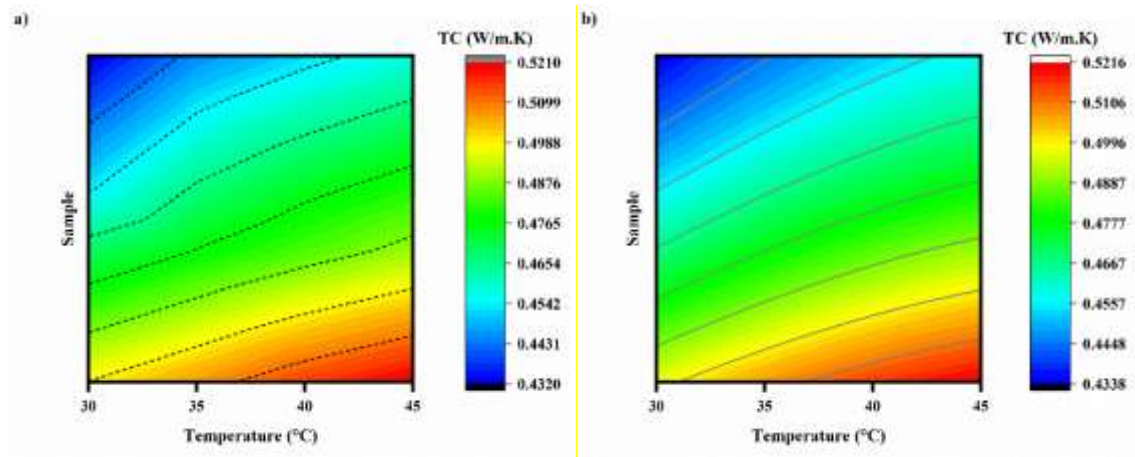 a)
TC (W/m.K)
0.5210
0.5099
0.4988
0.4876
0.4765
0.4654
0.4542
0.4431
0.4320
Sample
30 35 40 45
Temperature (°C)
b)
TC (W/m.K)
0.5216
0.5106
0.4996
0.4887
0.4777
0.4667
0.4557
0.4448
0.4338
Sample
30 35 40 45
Temperature (°C)